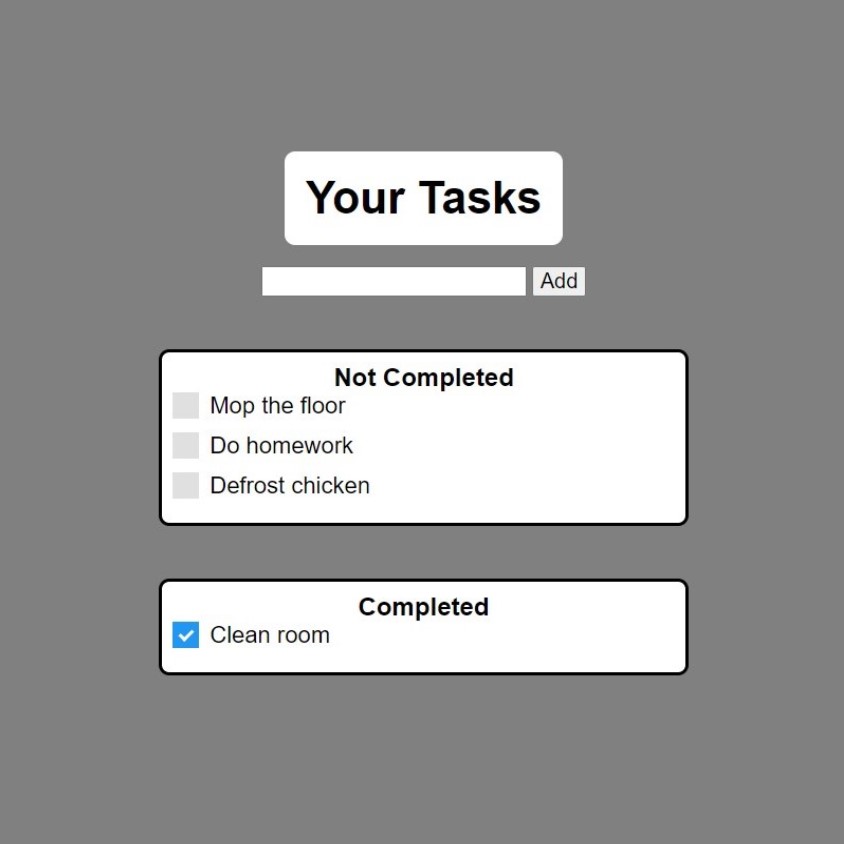 Your Tasks
Add
Not Completed
Mop the floor
Do homework
Defrost chicken
Completed
Clean room